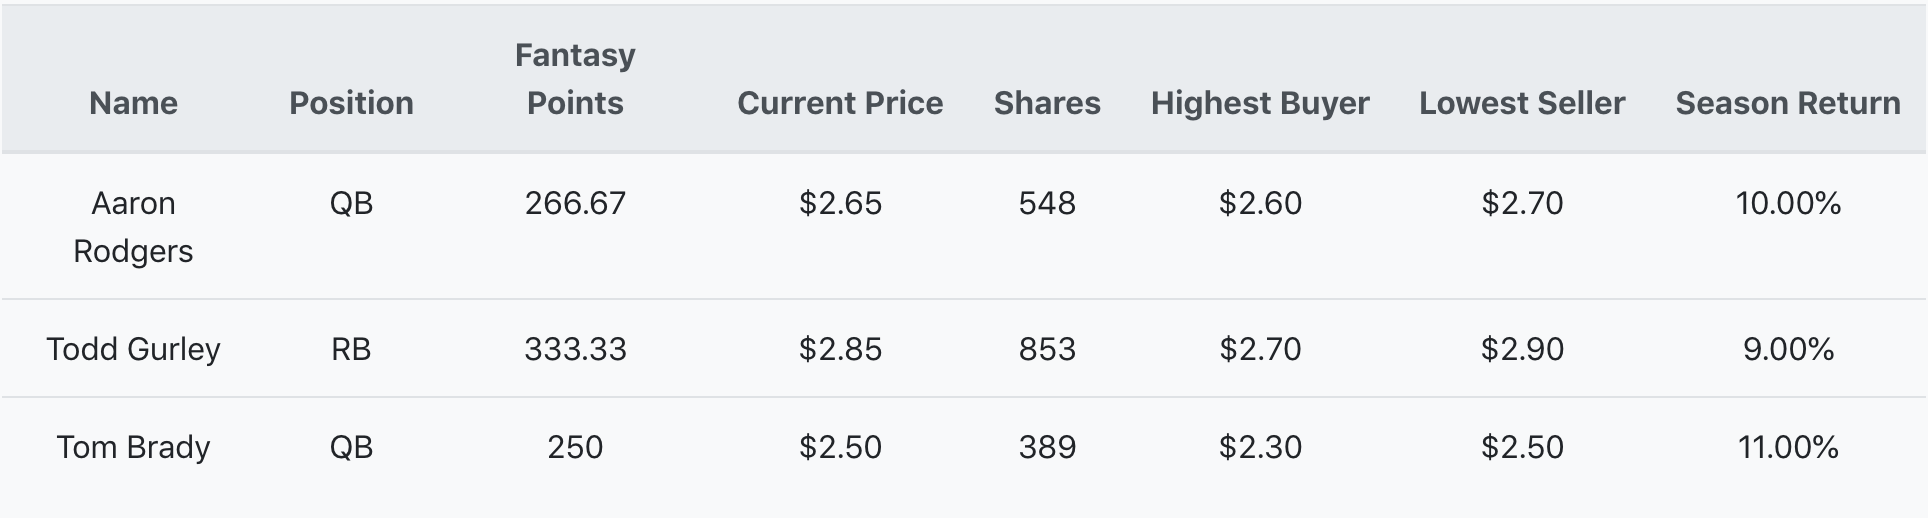 Name Position Fantasy Points Current Price Shares Highest Buyer Lowest Seller Season Return
Aaron Rodgers QB 266.67 $2.65 548 $2.60 $2.70 10.00%
Todd Gurley RB 333.33 $2.85 853 $2.70 $2.90 9.00%
Tom Brady QB 250 $2.50 389 $2.30 $2.50 11.00%